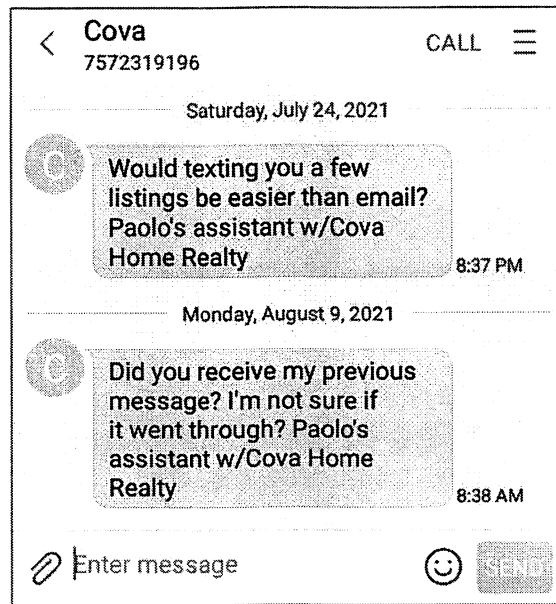 Cova
7572319196
CALL
Saturday, July 24, 2021
Would texting you a few
listings be easier than email?
Paolo's assistant w/Cova
Home Realty
8:37 PM
Monday, August 9, 2021
Did you receive my previous
message? I'm not sure if
it went through? Paolo's
assistant w/Cova Home
Realty
8:38 AM
Enter message
SEND